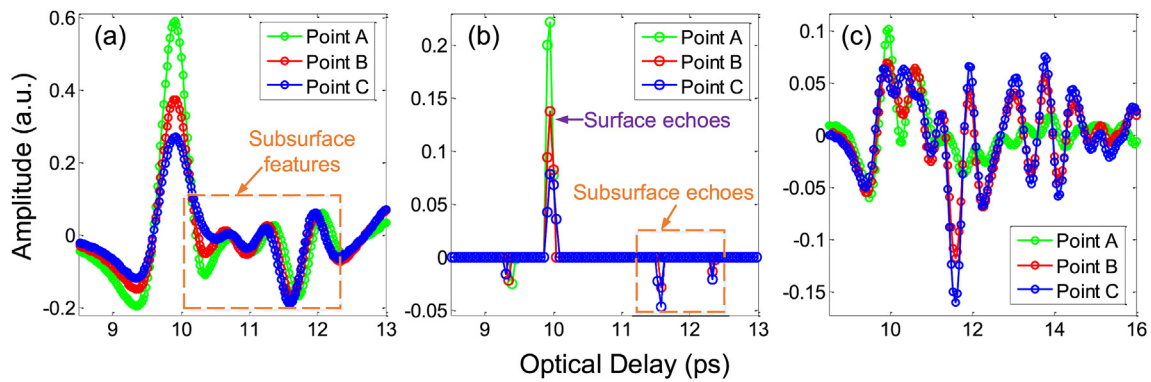 (a)
Point A
Point B
Point C
Subsurface
features
0.6
0.4
0.2
0
-0.2
9
10
11
12
13
Amplitude (a.u.)
(b)
Point A
Point B
Point C
Surface echoes
Subsurface echoes
0.2
0.15
0.1
0.05
0
-0.05
9
10
11
12
13
Optical Delay (ps)
(c)
0.1
0.05
0
-0.05
-0.1
-0.15
Point A
Point B
Point C
10
12
14
16